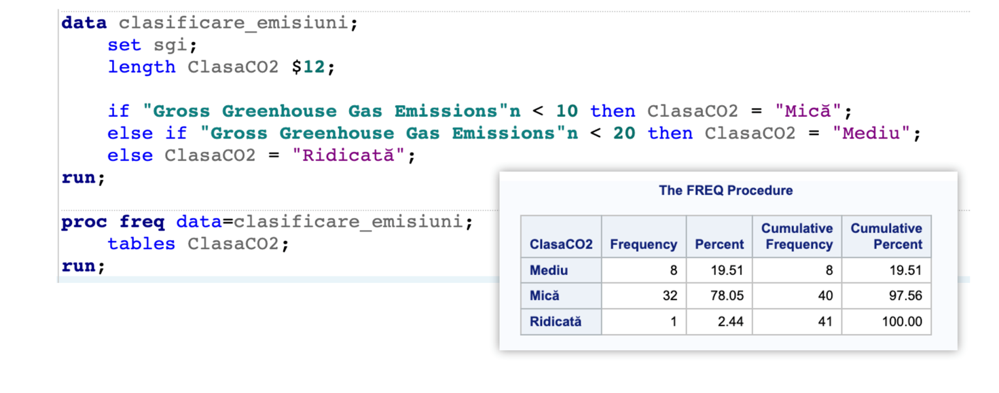 data clasificare_emisiuni;
set sgi;
length ClasaCO2 $12;
if "Gross Greenhouse Gas Emissions"n < 10 then ClasaCO2 = "Mică";
else if "Gross Greenhouse Gas Emissions"n < 20 then ClasaCO2 = "Mediu";
else ClasaCO2 = "Ridicată";
run;
proc freq data=clasificare_emisiuni;
tables ClasaCO2;
run;
The FREQ Procedure
ClasaCO2 Frequency Percent Cumulative Frequency Cumulative Percent
Mediu 8 19.51 8 19.51
Mică 32 78.05 40 97.56
Ridicată 1 2.44 41 100.00